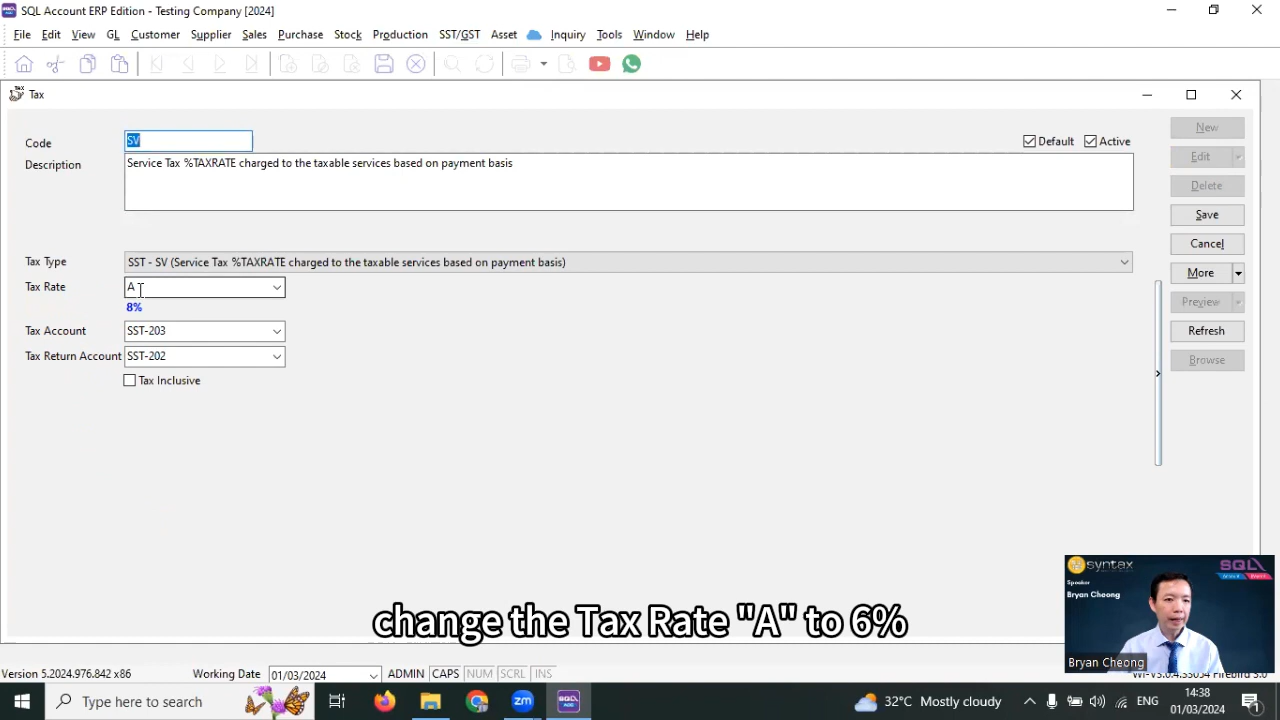 SQL Account ERP Edition - Testing Company [2024]
File Edit View GL Customer Supplier Sales Purchase Stock Production SST/GST Asset Inquiry Tools Window Help
Tax
Code SV Default Active
Description Service Tax %TAXRATE charged to the taxable services based on payment basis
New
Edit
Delete
Save
Cancel
More
Preview
Refresh
Browse
Tax Type SST - SV (Service Tax %TAXRATE charged to the taxable services based on payment basis)
Tax Rate A
8%
Tax Account SST-203
Tax Return Account SST-202
Tax Inclusive
change the Tax Rate "A" to 6%
syntax
SQL
Speaker
Bryan Cheong
Bryan Cheong
Version 5.2024.976.842 x86 Working Date 01/03/2024 ADMIN CAPS NUM SCRL INS
Type here to search
zm
32°C Mostly cloudy
ENG
14:38
01/03/2024